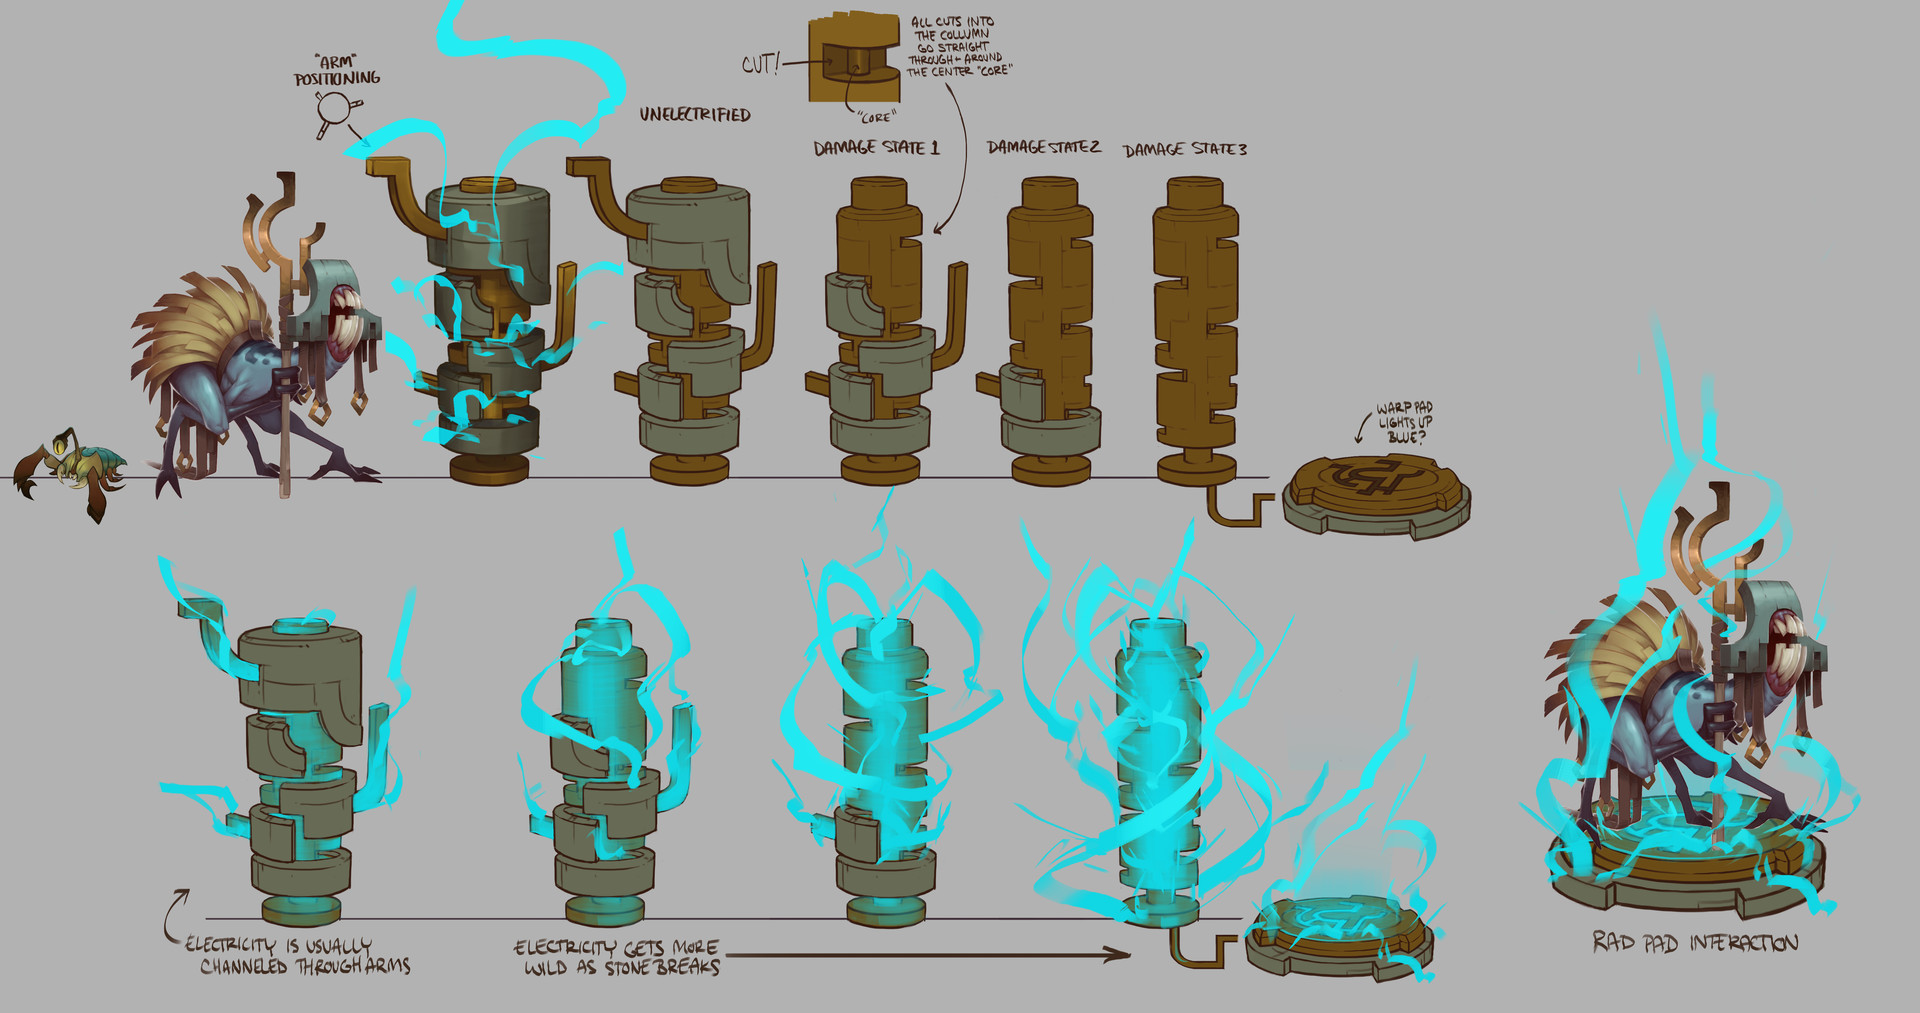 "ARM"
POSITIONING
UNELECTRIFIED
CUT!
"CORE"
ALL CUTS INTO
THE COLLUMN
GO STRAIGHT
THROUGH + AROUND
THE CENTER "CORE"
DAMAGE STATE 1
DAMAGE STATE 2
DAMAGE STATE 3
WARP PAD
LIGHTS UP
BLUE?
ELECTRICITY IS USUALLY
CHANNELED THROUGH ARMS
ELECTRICITY GETS MORE
WILD AS STONE BREAKS
RAD PAD INTERACTION